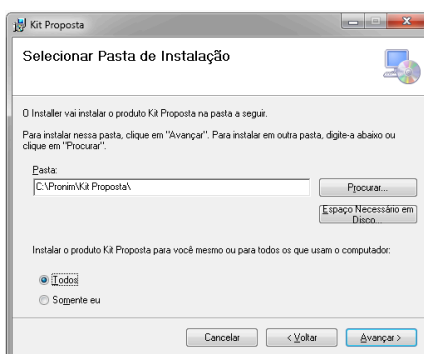 Kit Proposta
Selecionar Pasta de Instalação
O Installer vai instalar o produto Kit Proposta na pasta a seguir.
Para instalar nessa pasta, clique em "Avançar". Para instalar em outra pasta, digite-a abaixo ou
clique em "Procurar".
Pasta:
C:\Pronim\Kit Proposta\
Procurar...
Espaço Necessário em
Disco...
Instalar o produto Kit Proposta para você mesmo ou para todos os que usam o computador:
Todos
Somente eu
Cancelar
< Voltar
Avançar >